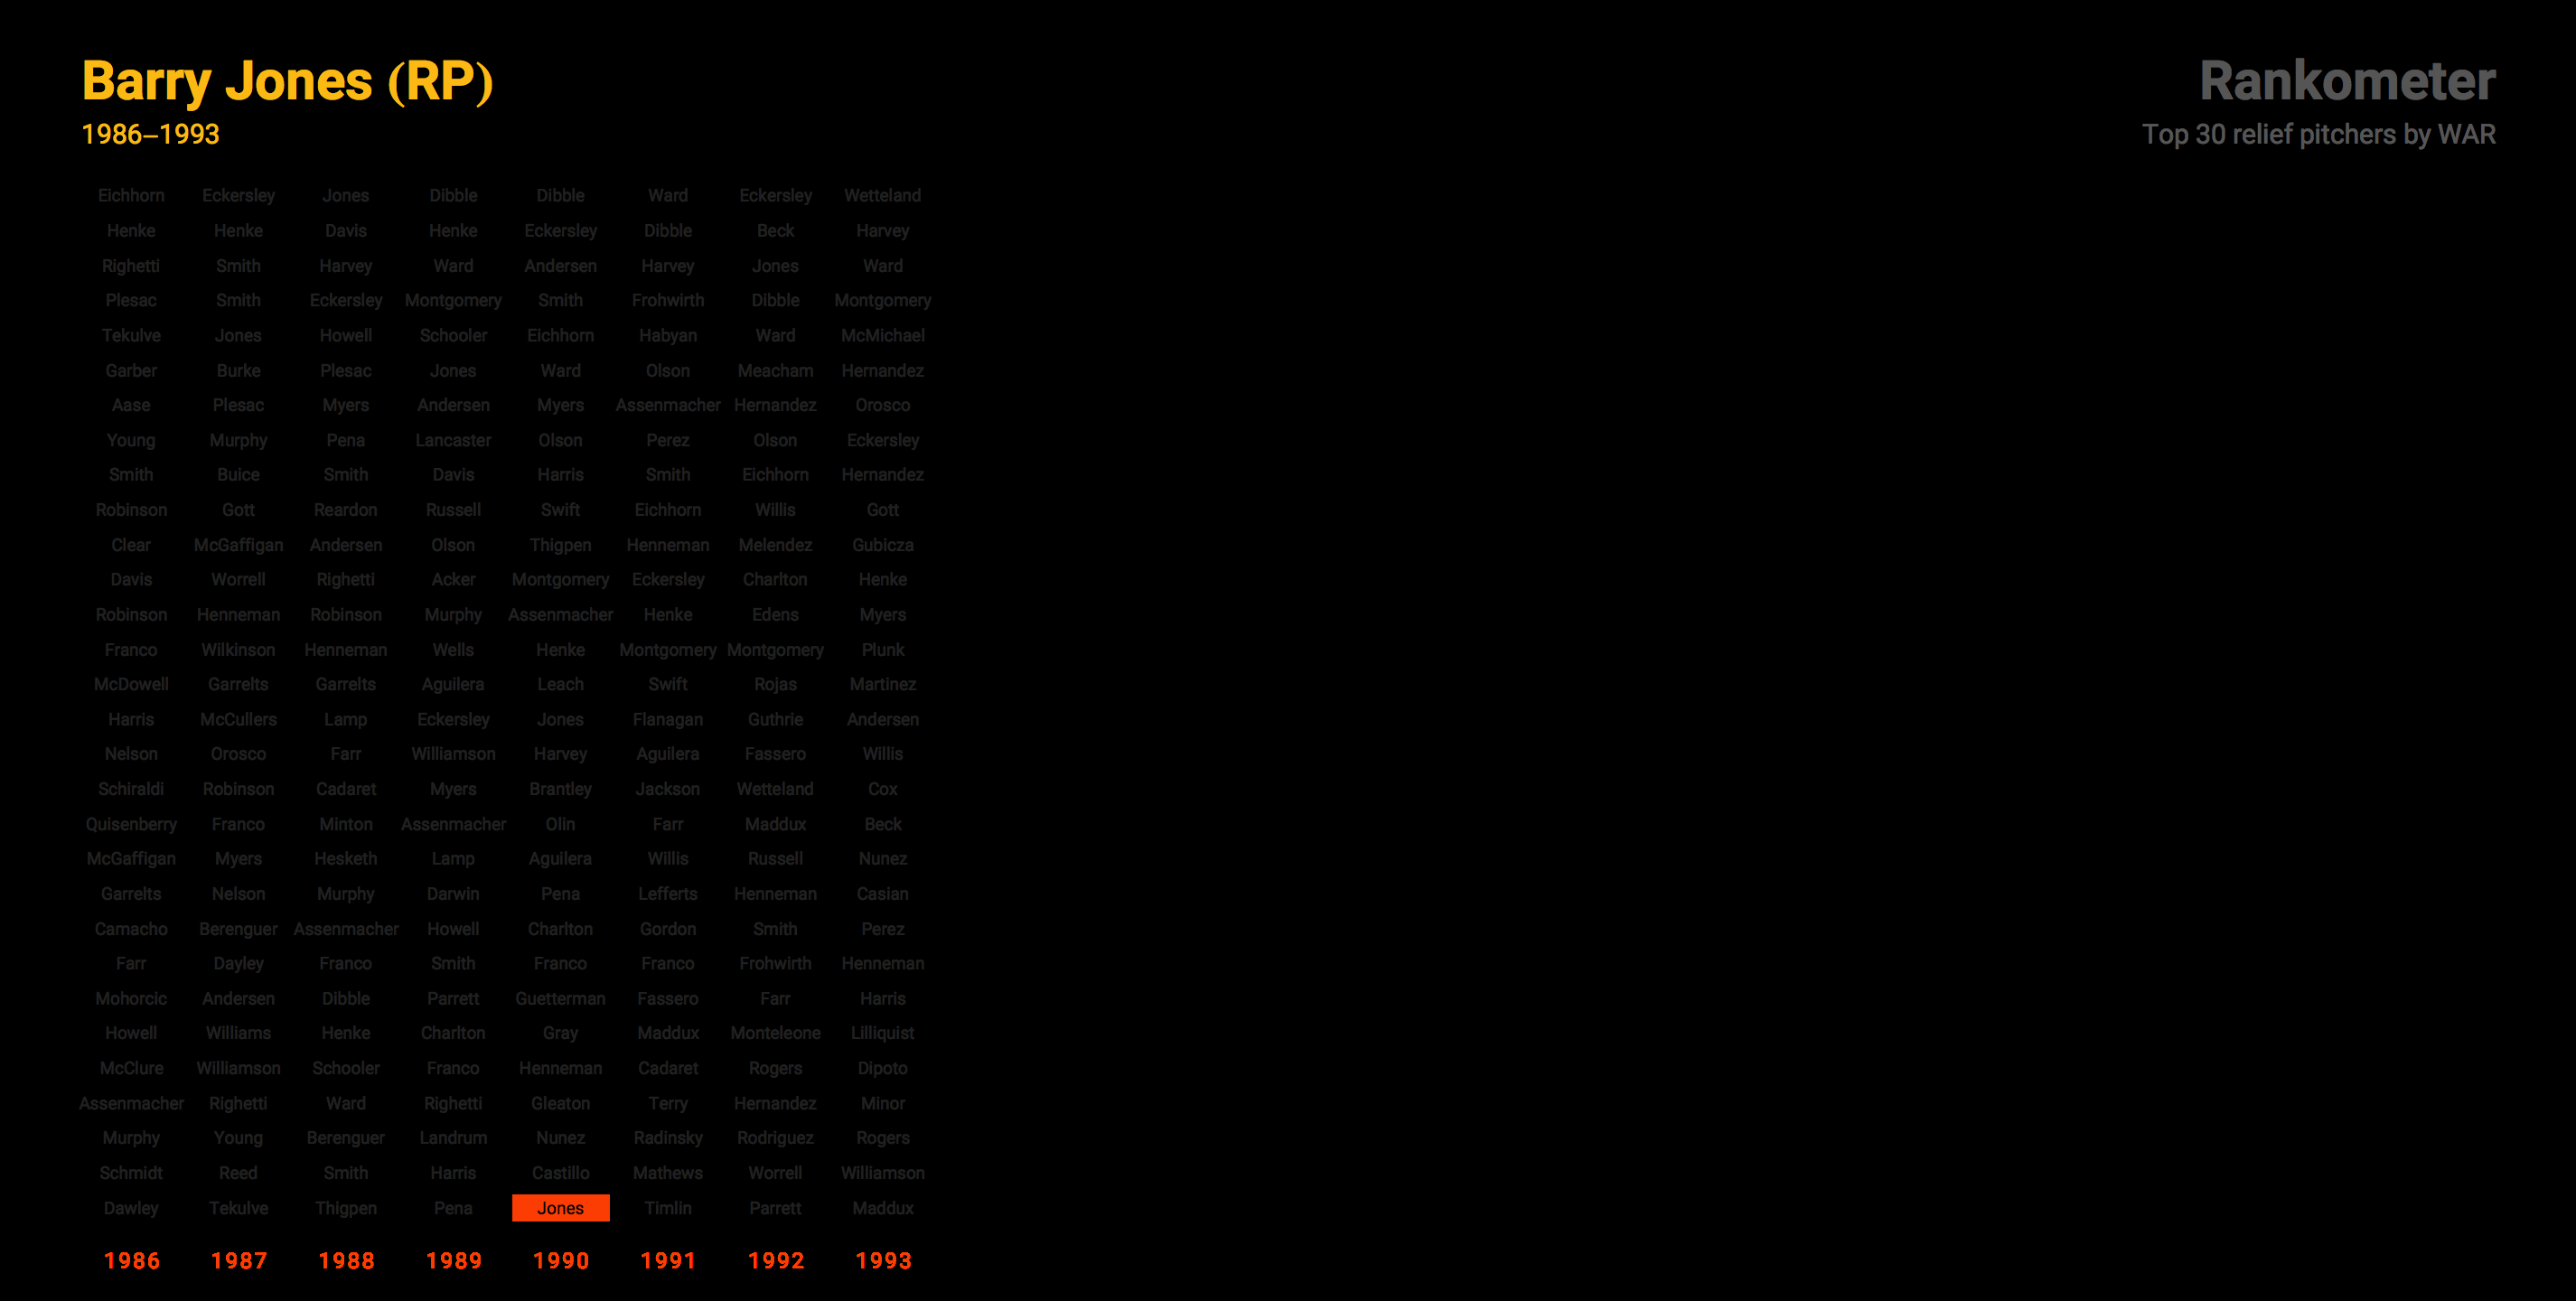 Barry Jones (RP)
1986–1993
Rankometer
Top 30 relief pitchers by WAR
Eichhorn Eckersley Jones Dibble Dibble Ward Eckersley Wetteland
Henke Henke Davis Henke Eckersley Dibble Beck Harvey
Righetti Smith Harvey Ward Andersen Harvey Jones Ward
Plesac Smith Eckersley Montgomery Smith Frohwirth Dibble Montgomery
Tekulve Jones Howell Schooler Eichhorn Habyan Ward McMichael
Garber Burke Plesac Jones Ward Olson Meacham Hernandez
Aase Plesac Myers Andersen Myers Assenmacher Hernandez Orosco
Young Murphy Pena Lancaster Olson Perez Olson Eckersley
Smith Buice Smith Davis Harris Smith Eichhorn Hernandez
Robinson Gott Reardon Russell Swift Eichhorn Willis Gott
Clear McGaffigan Andersen Olson Thigpen Henneman Melendez Gubicza
Davis Worrell Righetti Acker Montgomery Eckersley Charlton Henke
Robinson Henneman Robinson Murphy Assenmacher Henke Edens Myers
Franco Wilkinson Henneman Wells Henke Montgomery Montgomery Plunk
McDowell Garrelts Garrelts Aguilera Leach Swift Rojas Martinez
Harris McCullers Lamp Eckersley Jones Flanagan Guthrie Andersen
Nelson Orosco Farr Williamson Harvey Aguilera Fassero Willis
Schiraldi Robinson Cadaret Myers Brantley Jackson Wetteland Cox
Quisenberry Franco Minton Assenmacher Olin Farr Maddux Beck
McGaffigan Myers Hesketh Lamp Aguilera Willis Russell Nunez
Garrelts Nelson Murphy Darwin Pena Lefferts Henneman Casian
Camacho Berenguer Assenmacher Howell Charlton Gordon Smith Perez
Farr Dayley Franco Smith Franco Franco Frohwirth Henneman
Mohorcic Andersen Dibble Parrett Guetterman Fassero Farr Harris
Howell Williams Henke Charlton Gray Maddux Monteleone Lilliquist
McClure Williamson Schooler Franco Henneman Cadaret Rogers Dipoto
Assenmacher Righetti Ward Righetti Gleaton Terry Hernandez Minor
Murphy Young Berenguer Landrum Nunez Radinsky Rodriguez Rogers
Schmidt Reed Smith Harris Castillo Mathews Worrell Williamson
Dawley Tekulve Thigpen Pena Jones Timlin Parrett Maddux
1986 1987 1988 1989 1990 1991 1992 1993